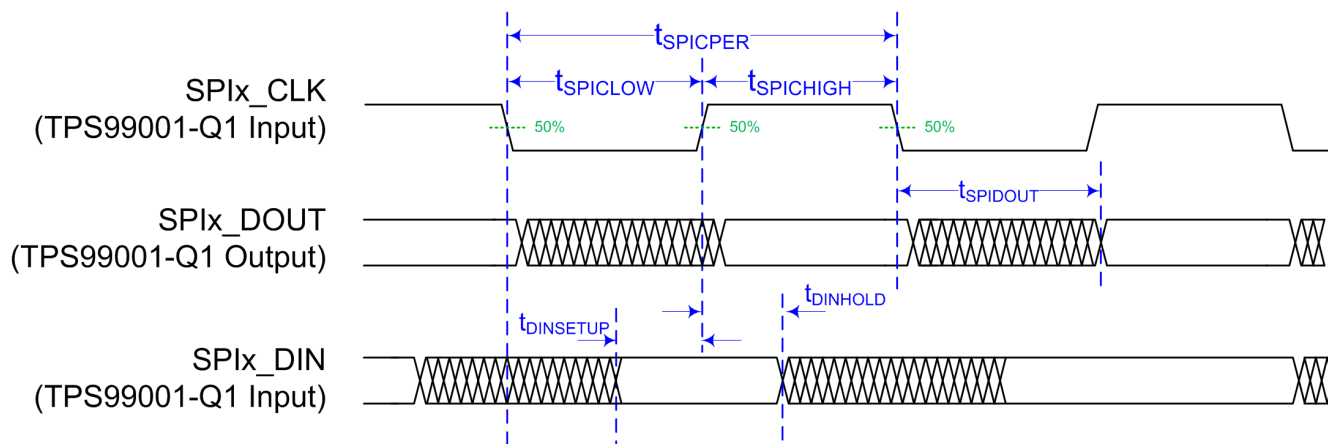 tSPICPER
tSPICLOW
tSPICHIGH
SPIx_CLK
(TPS99001-Q1 Input)
50%
50%
50%
tSPIDOUT
SPIx_DOUT
(TPS99001-Q1 Output)
tDINHOLD
tDINSETUP
SPIx_DIN
(TPS99001-Q1 Input)